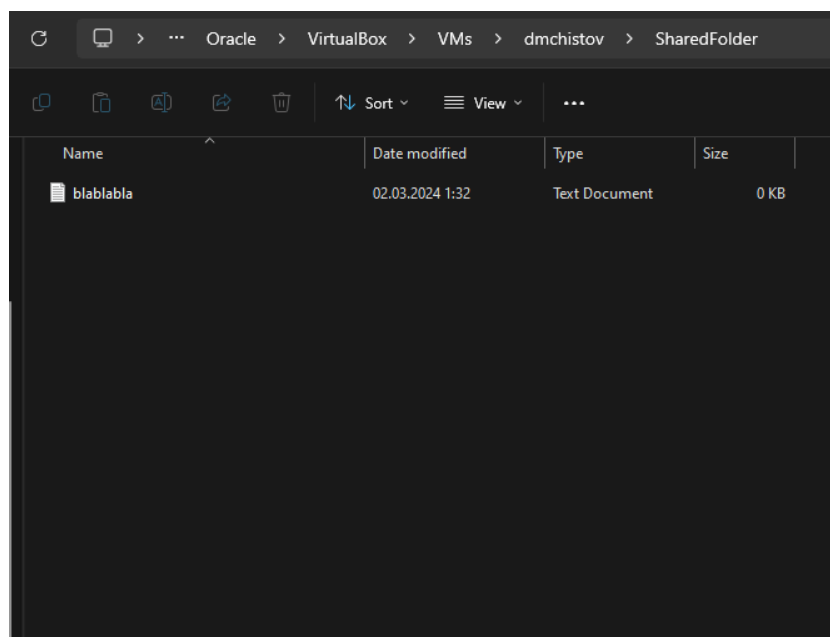 > ··· Oracle > VirtualBox > VMs > dmchistov > SharedFolder
Sort View ···
Name Date modified Type Size
blablabla 02.03.2024 1:32 Text Document 0 KB